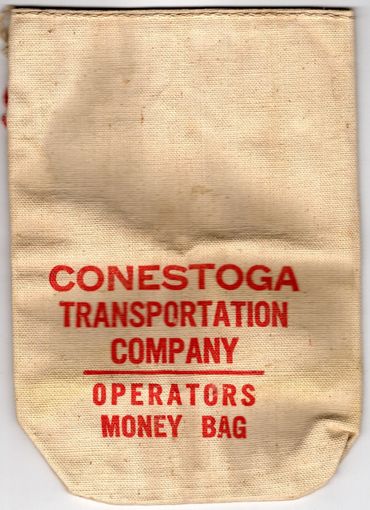 CONESTOGA
TRANSPORTATION
COMPANY
OPERATORS
MONEY BAG